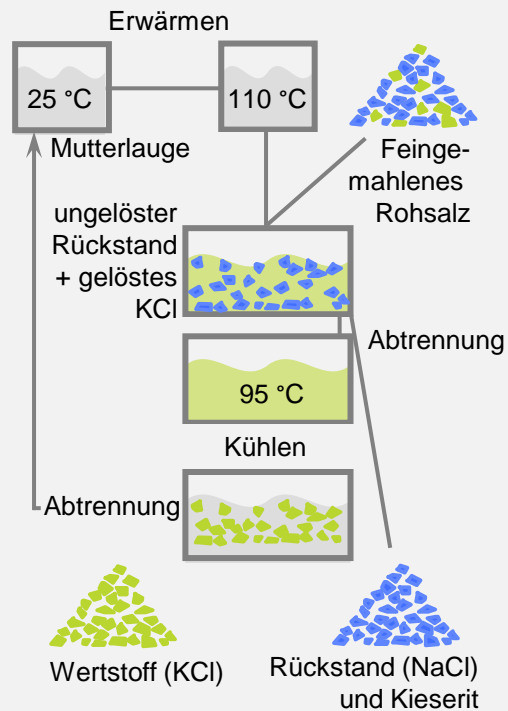 Erwärmen
25 °C
110 °C
Mutterlauge
Feinge-
mahlenes
Rohsalz
ungelöster
Rückstand
+ gelöstes
KCl
Abtrennung
95 °C
Kühlen
Abtrennung
Wertstoff (KCl)
Rückstand (NaCl)
und Kieserit